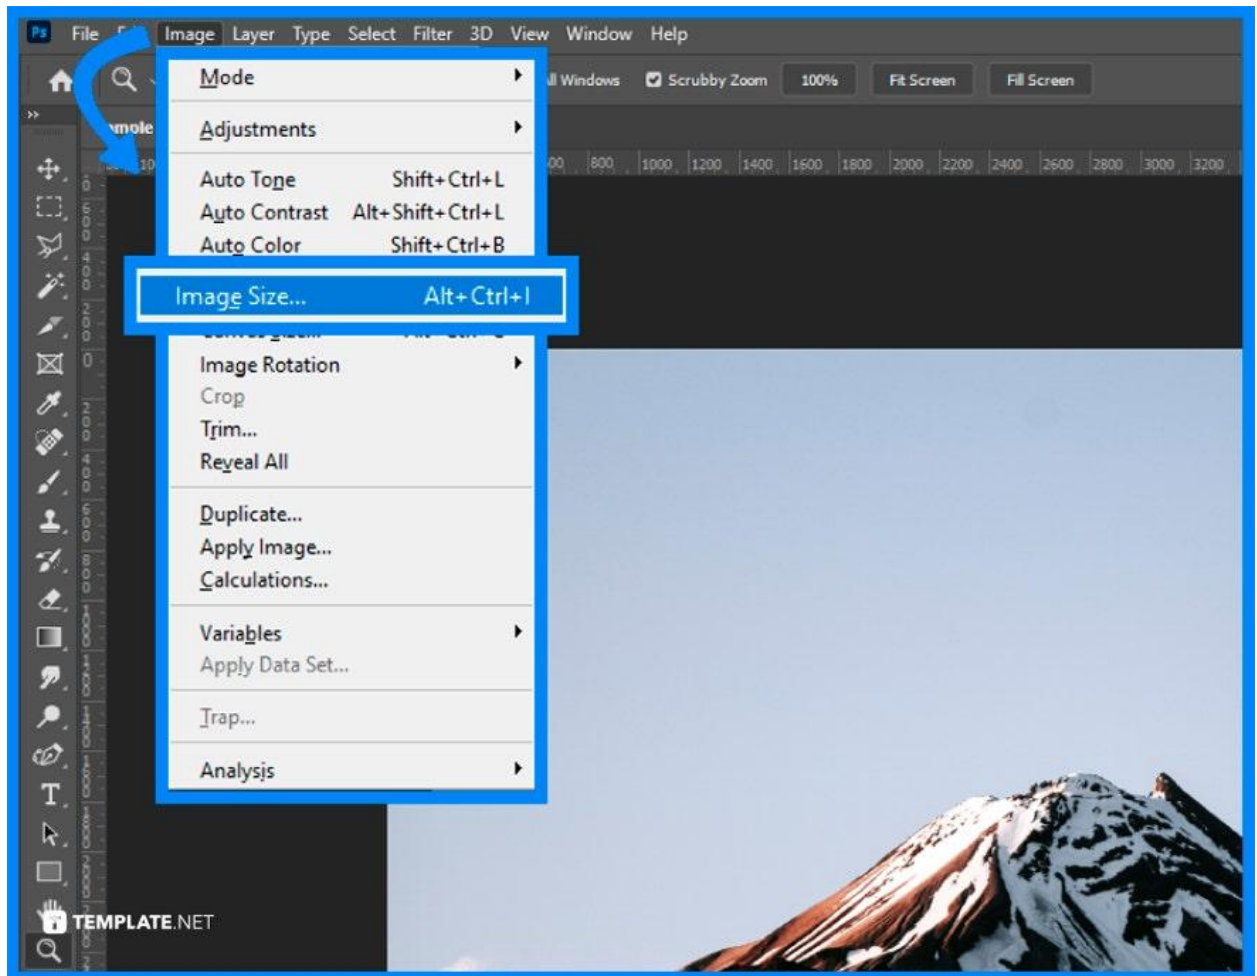 Ps File Image Layer Type Select Filter 3D View Window Help
Windows Scrubby Zoom 100% Fit Screen Fill Screen
Mode
Adjustments
800 1000 1200 1400 1600 1800 2000 2200 2400 2600 2800 3000 3200
Auto Tone Shift+Ctrl+L
Auto Contrast Alt+Shift+Ctrl+L
Auto Color Shift+Ctrl+B
Image Size... Alt+Ctrl+I
Image Rotation
Crop
Trim...
Reveal All
Duplicate...
Apply Image...
Calculations...
Variables
Apply Data Set...
Trap...
Analysis
T
TEMPLATE.NET